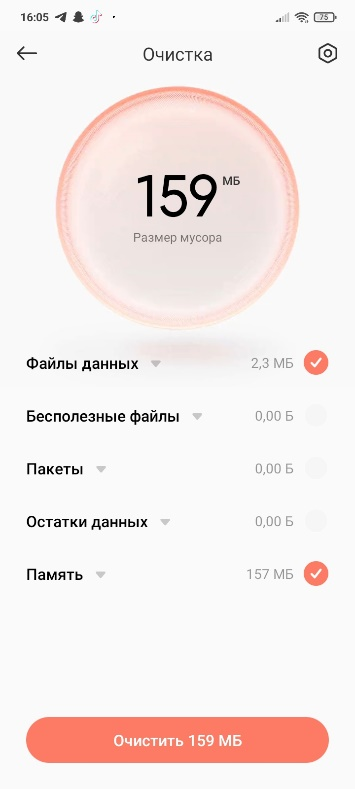 16:05
75
Очистка
159 МБ
Размер мусора
Файлы данных 2,3 МБ
Бесполезные файлы 0,00 Б
Пакеты 0,00 Б
Остатки данных 0,00 Б
Память 157 МБ
Очистить 159 МБ